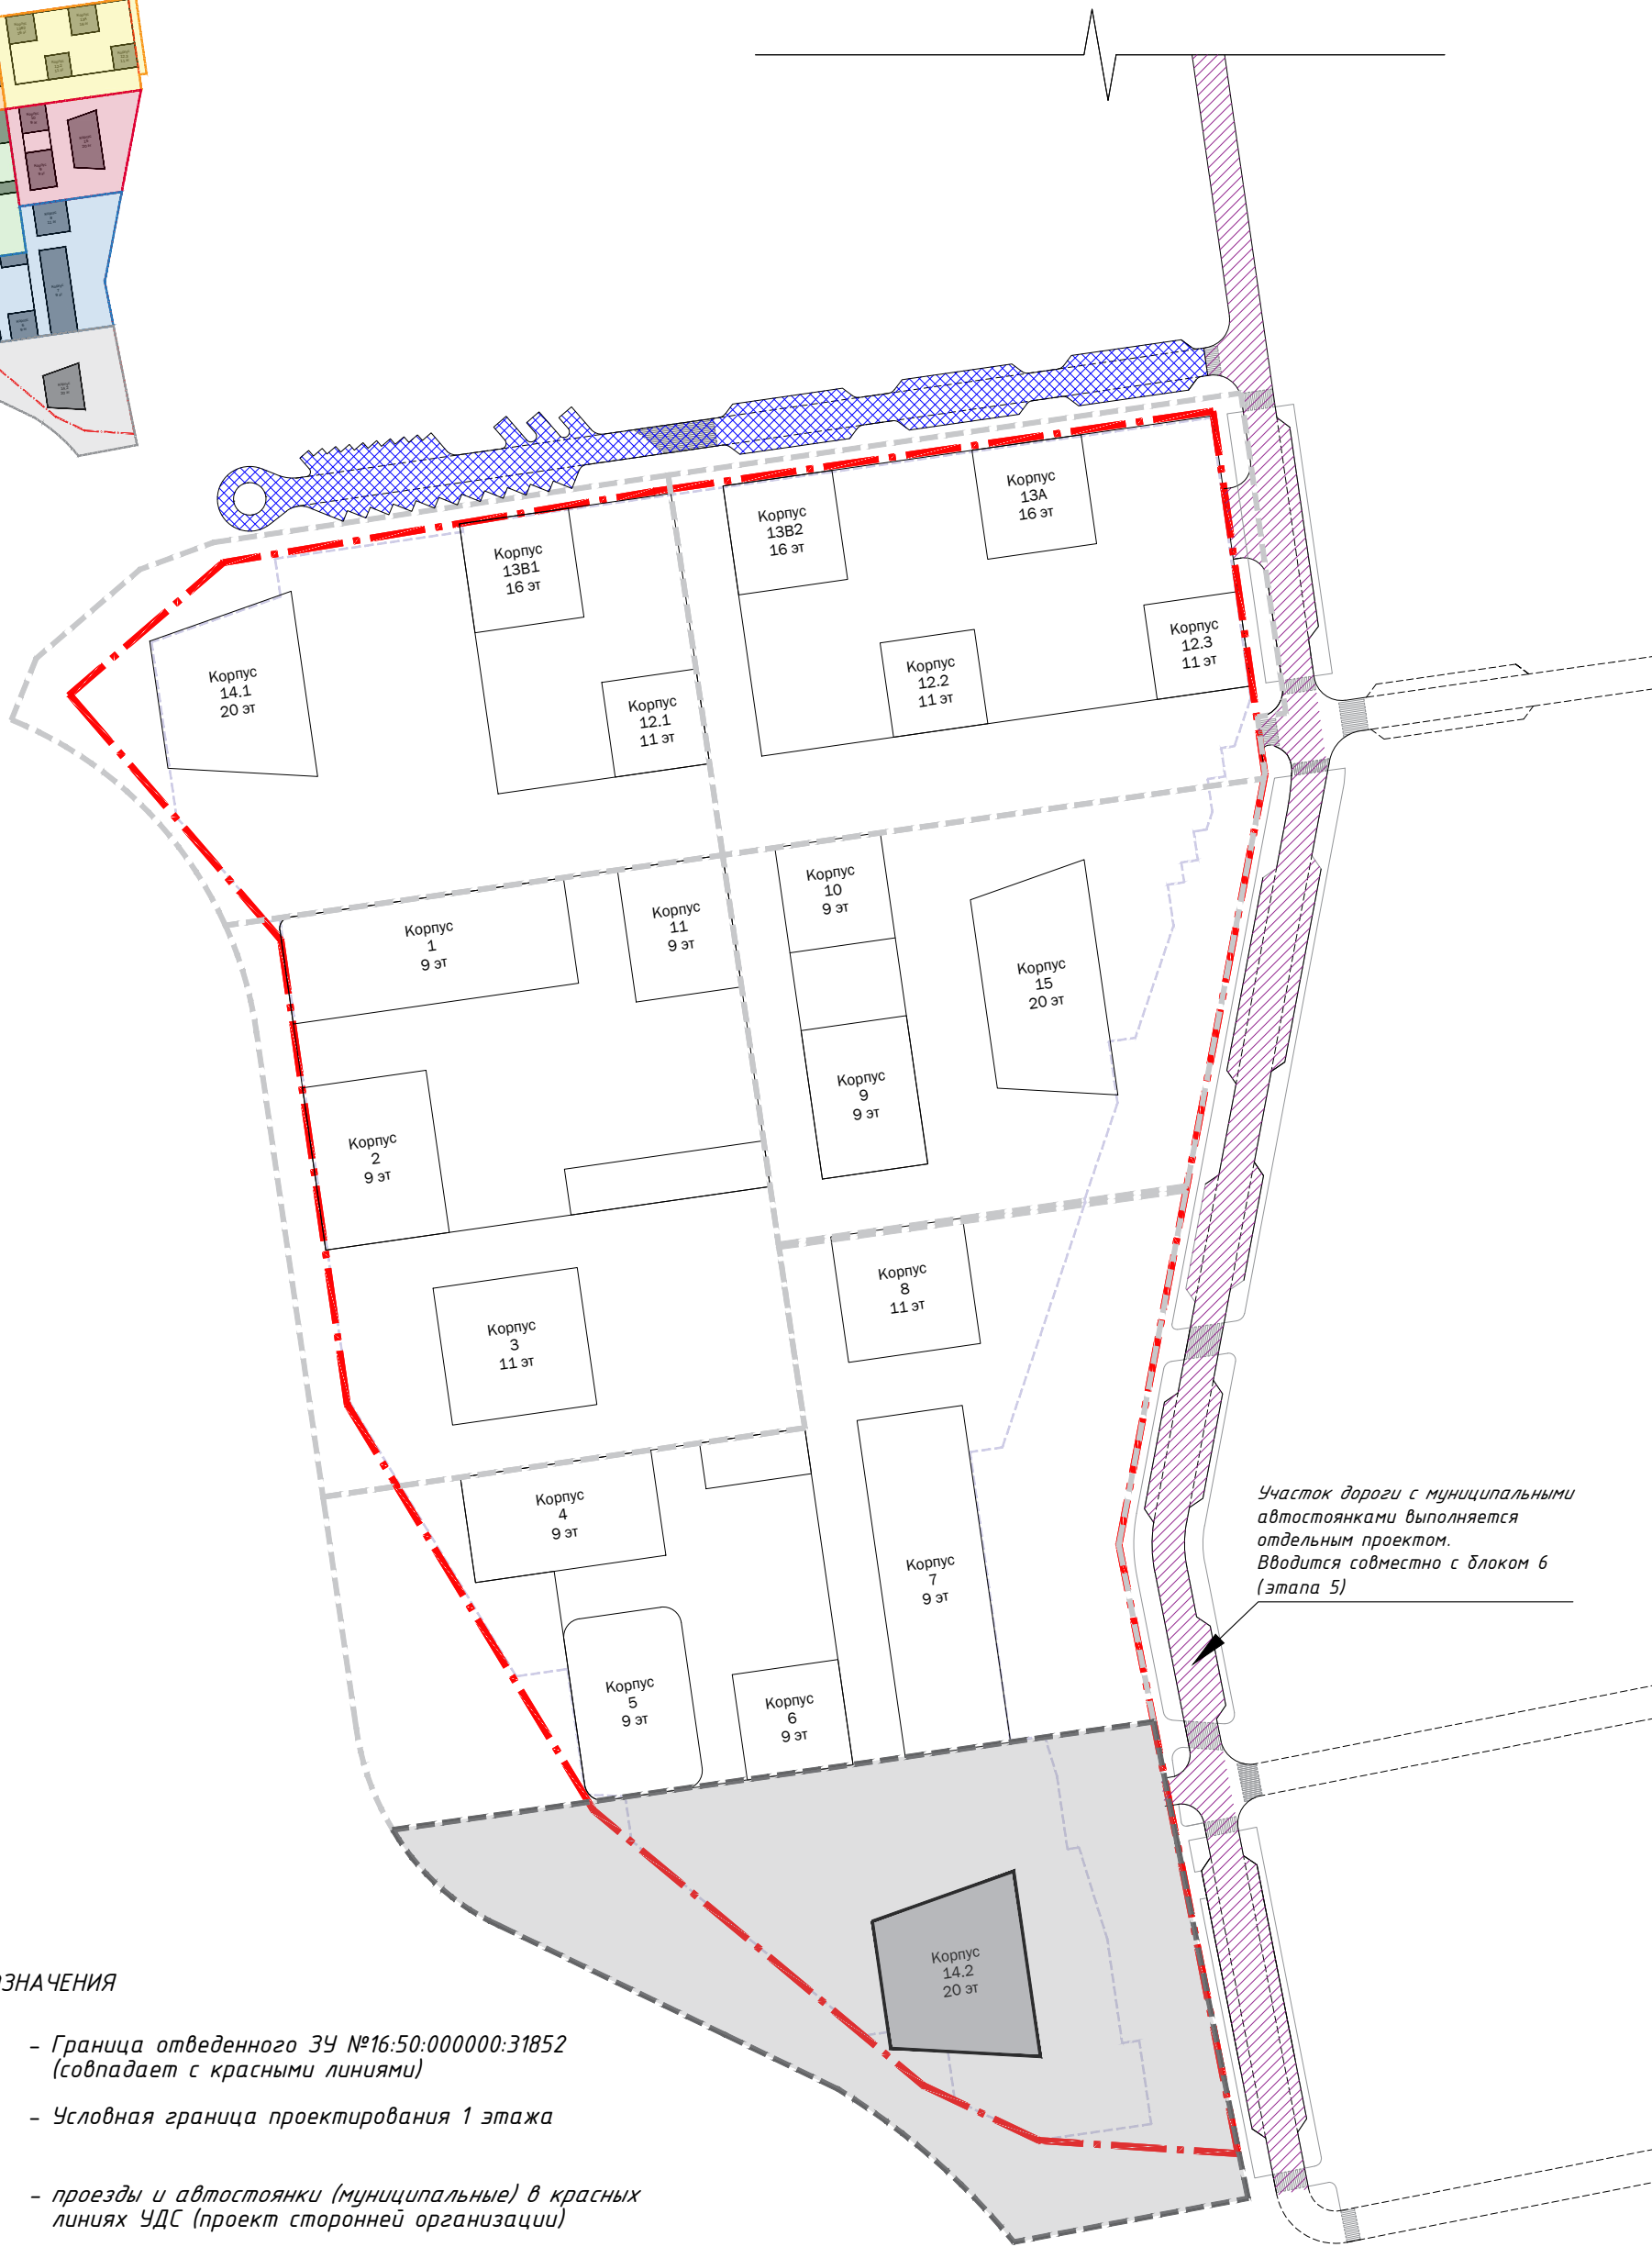 Корпус
13А
16 эт
Корпус
13В2
16 эт
Корпус
13В1
16 эт
Корпус
12.3
11 эт
Корпус
12.2
11 эт
Корпус
14.1
20 эт
Корпус
12.1
11 эт
Корпус
10
9 эт
Корпус
11
9 эт
Корпус
1
9 эт
Корпус
15
20 эт
Корпус
9
9 эт
Корпус
2
9 эт
Корпус
8
11 эт
Корпус
3
11 эт
Корпус
4
9 эт
Участок дороги с муниципальными
автостоянками выполняется
отдельным проектом.
Вводится совместно с блоком 6
(этапа 5)
Корпус
7
9 эт
Корпус
5
9 эт
Корпус
6
9 эт
Корпус
14.2
20 эт
ОЗНАЧЕНИЯ
- Граница отведенного ЗУ №16:50:000000:31852
(совпадает с красными линиями)
- Условная граница проектирования 1 этажа
- проезды и автостоянки (муниципальные) в красных
линиях УДС (проект сторонней организации)